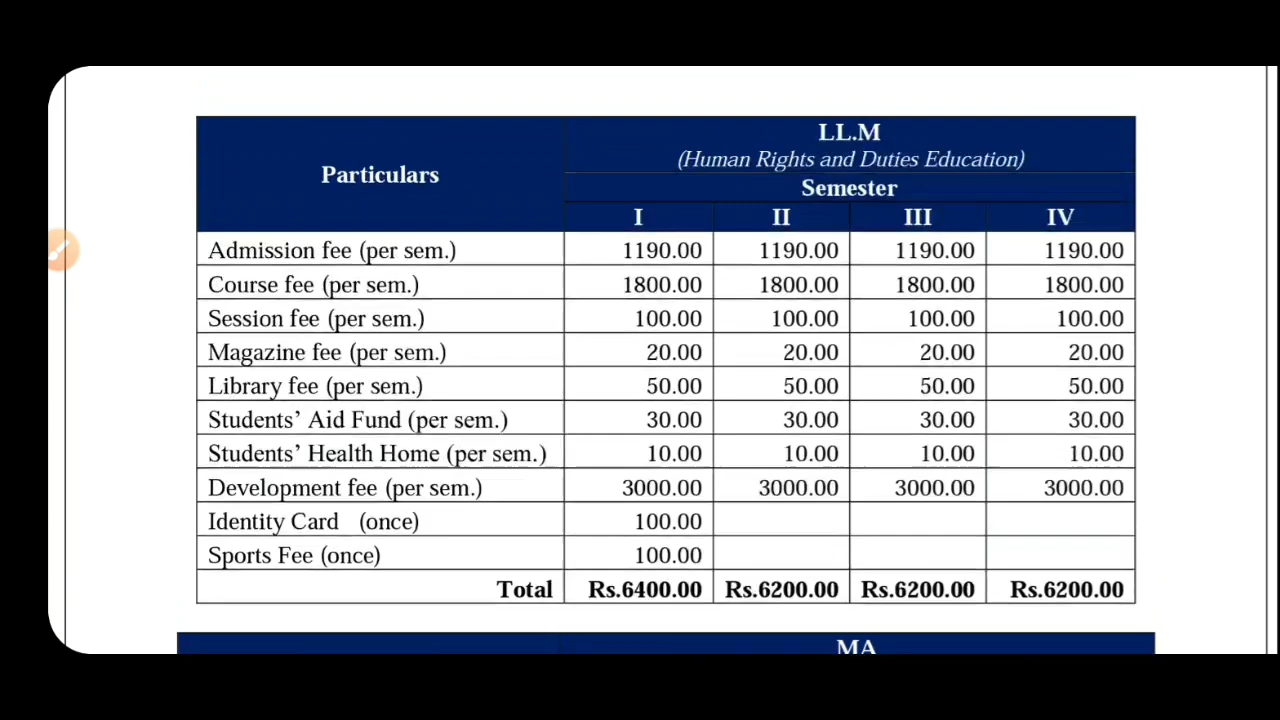 Particulars
LL.M
(Human Rights and Duties Education)
Semester
I II III IV
Admission fee (per sem.) 1190.00 1190.00 1190.00 1190.00
Course fee (per sem.) 1800.00 1800.00 1800.00 1800.00
Session fee (per sem.) 100.00 100.00 100.00 100.00
Magazine fee (per sem.) 20.00 20.00 20.00 20.00
Library fee (per sem.) 50.00 50.00 50.00 50.00
Students’ Aid Fund (per sem.) 30.00 30.00 30.00 30.00
Students’ Health Home (per sem.) 10.00 10.00 10.00 10.00
Development fee (per sem.) 3000.00 3000.00 3000.00 3000.00
Identity Card (once) 100.00
Sports Fee (once) 100.00
Total Rs.6400.00 Rs.6200.00 Rs.6200.00 Rs.6200.00
MA